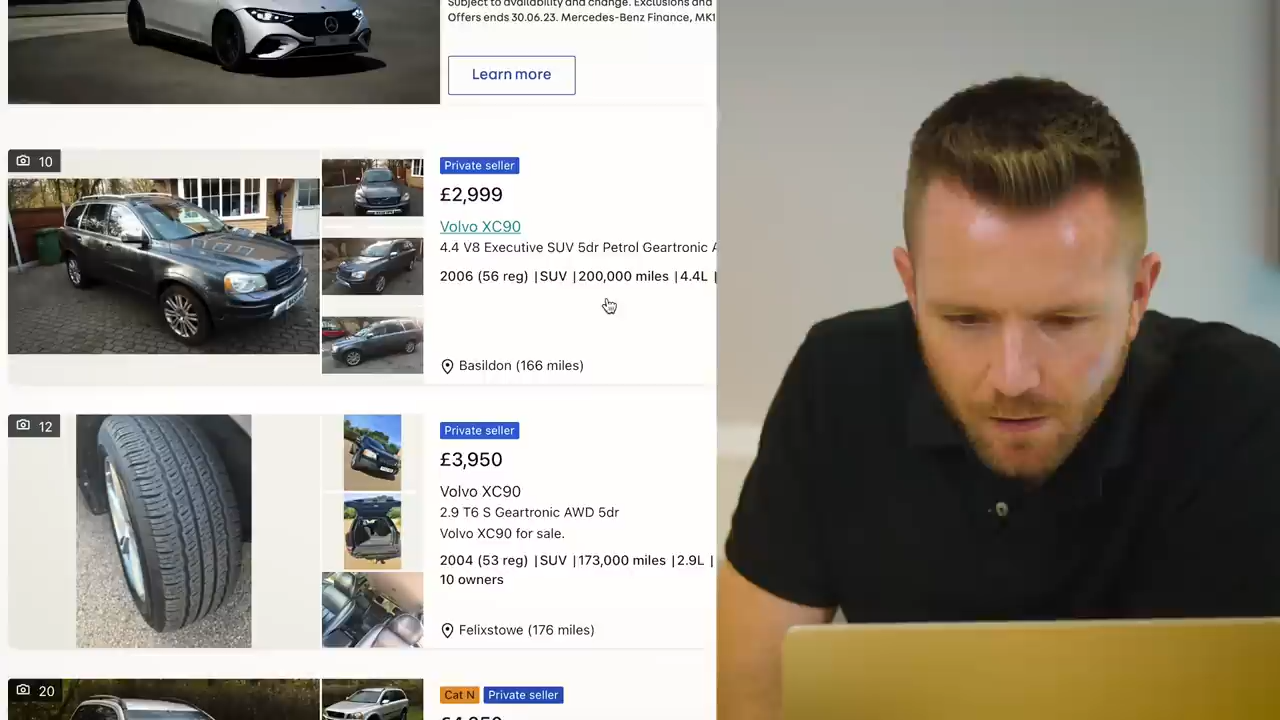 Subject to availability and change. Exclusions and
Offers ends 30.06.23. Mercedes-Benz Finance, MK1
Learn more
10
Private seller
£2,999
Volvo XC90
4.4 V8 Executive SUV 5dr Petrol Geartronic A
2006 (56 reg) | SUV | 200,000 miles | 4.4L |
Basildon (166 miles)
12
Private seller
£3,950
Volvo XC90
2.9 T6 S Geartronic AWD 5dr
Volvo XC90 for sale.
2004 (53 reg) | SUV | 173,000 miles | 2.9L |
10 owners
Felixstowe (176 miles)
20
Cat N
Private seller